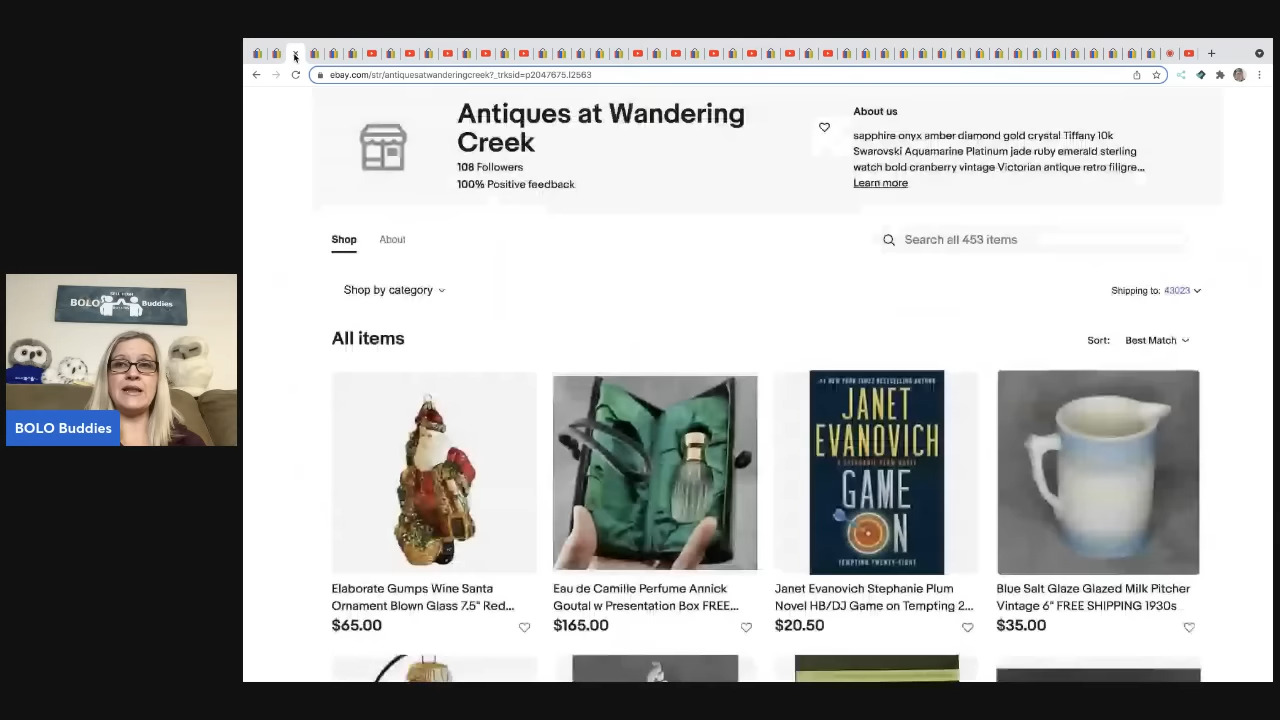 ebay.com/str/antiquesatwanderingcreek?_trksid=p2047675.l2563
Antiques at Wandering
Creek
108 Followers
100% Positive feedback
About us
sapphire onyx amber diamond gold crystal Tiffany 10k
Swarovski Aquamarine Platinum jade ruby emerald sterling
watch bold cranberry vintage Victorian antique retro filigre...
Learn more
Shop
About
Search all 453 items
Shop by category
Shipping to: 43023
All items
Sort: Best Match
JANET
EVANOVICH
GAME
ON
TEMPTING TWENTY-EIGHT
Elaborate Gumps Wine Santa
Ornament Blown Glass 7.5" Red...
$65.00
Eau de Camille Perfume Annick
Goutal w Presentation Box FREE...
$165.00
Janet Evanovich Stephanie Plum
Novel HB/DJ Game on Tempting 2...
$20.50
Blue Salt Glaze Glazed Milk Pitcher
Vintage 6" FREE SHIPPING 1930s
$35.00
BOLO Buddies
BOLO Buddies